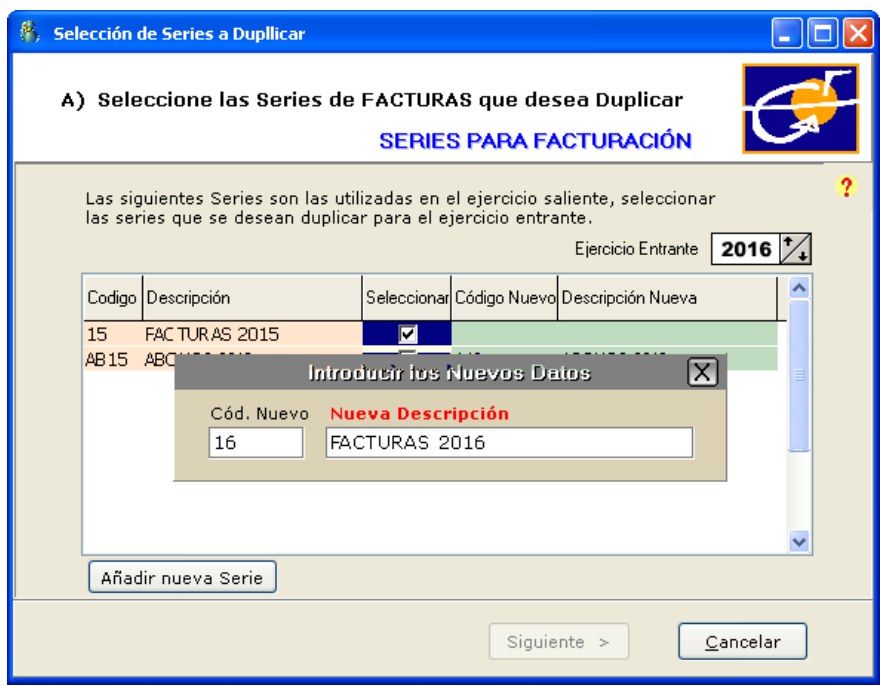 Selección de Series a Dupllicar
A) Seleccione las Series de FACTURAS que desea Duplicar
SERIES PARA FACTURACIÓN
?
Las siguientes Series son las utilizadas en el ejercicio saliente, seleccionar
las series que se desean duplicar para el ejercicio entrante.
Ejercicio Entrante 2016
Codigo Descripción Seleccionar Código Nuevo Descripción Nueva
15 FACTURAS 2015
AB15
Introducir los Nuevos Datos X
Cód. Nuevo Nueva Descripción
16 FACTURAS 2016
Añadir nueva Serie
Siguiente >
Cancelar